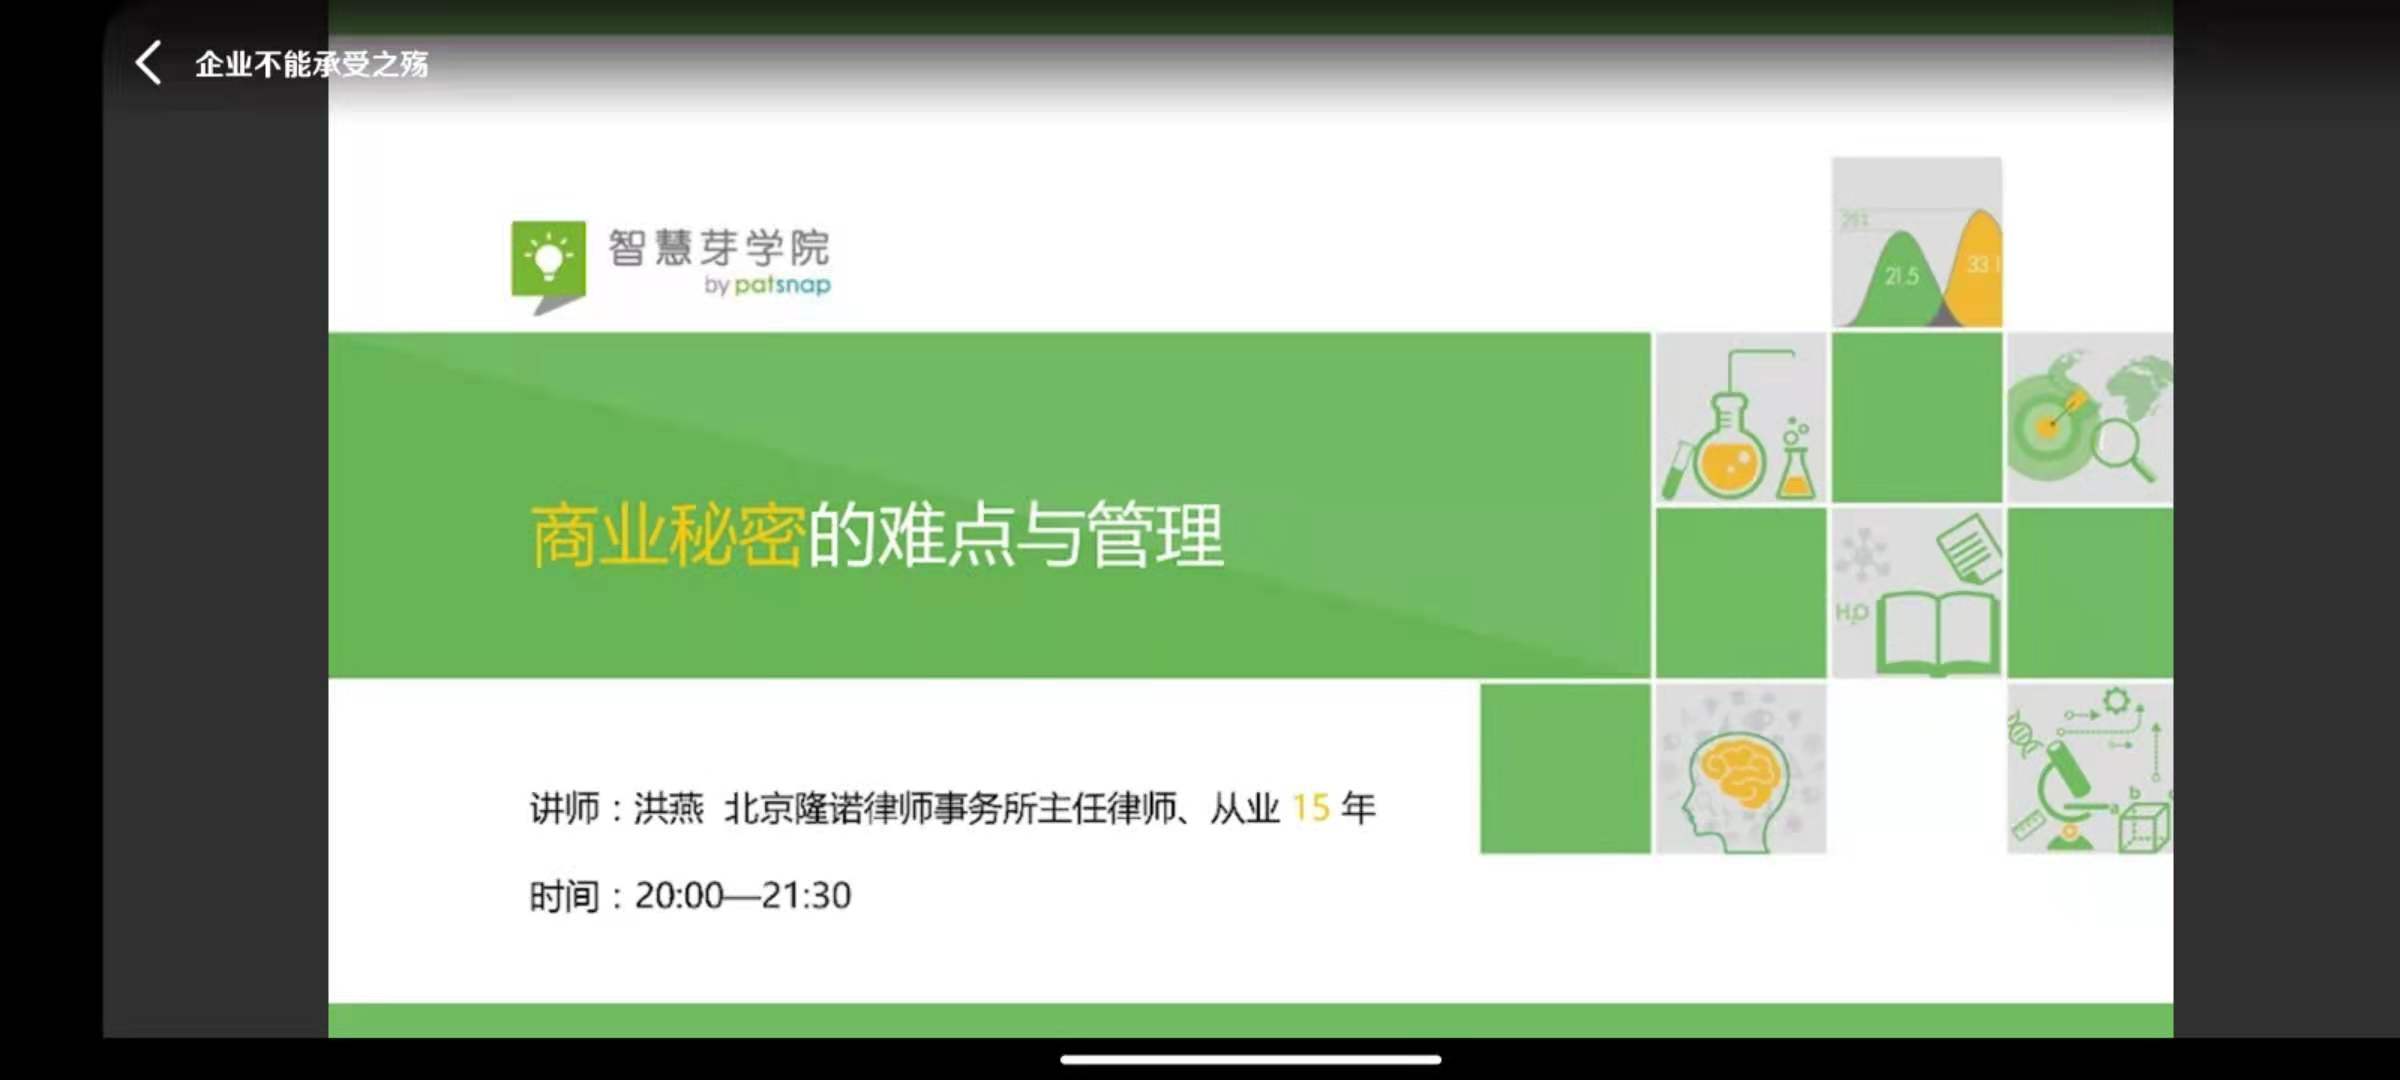 企业不能承受之殇
智慧芽学院
by patsnap
21.5
33.1
商业秘密的难点与管理
H₂O
讲师：洪燕 北京隆诺律师事务所主任律师、从业 15 年
a
b
时间：20:00—21:30